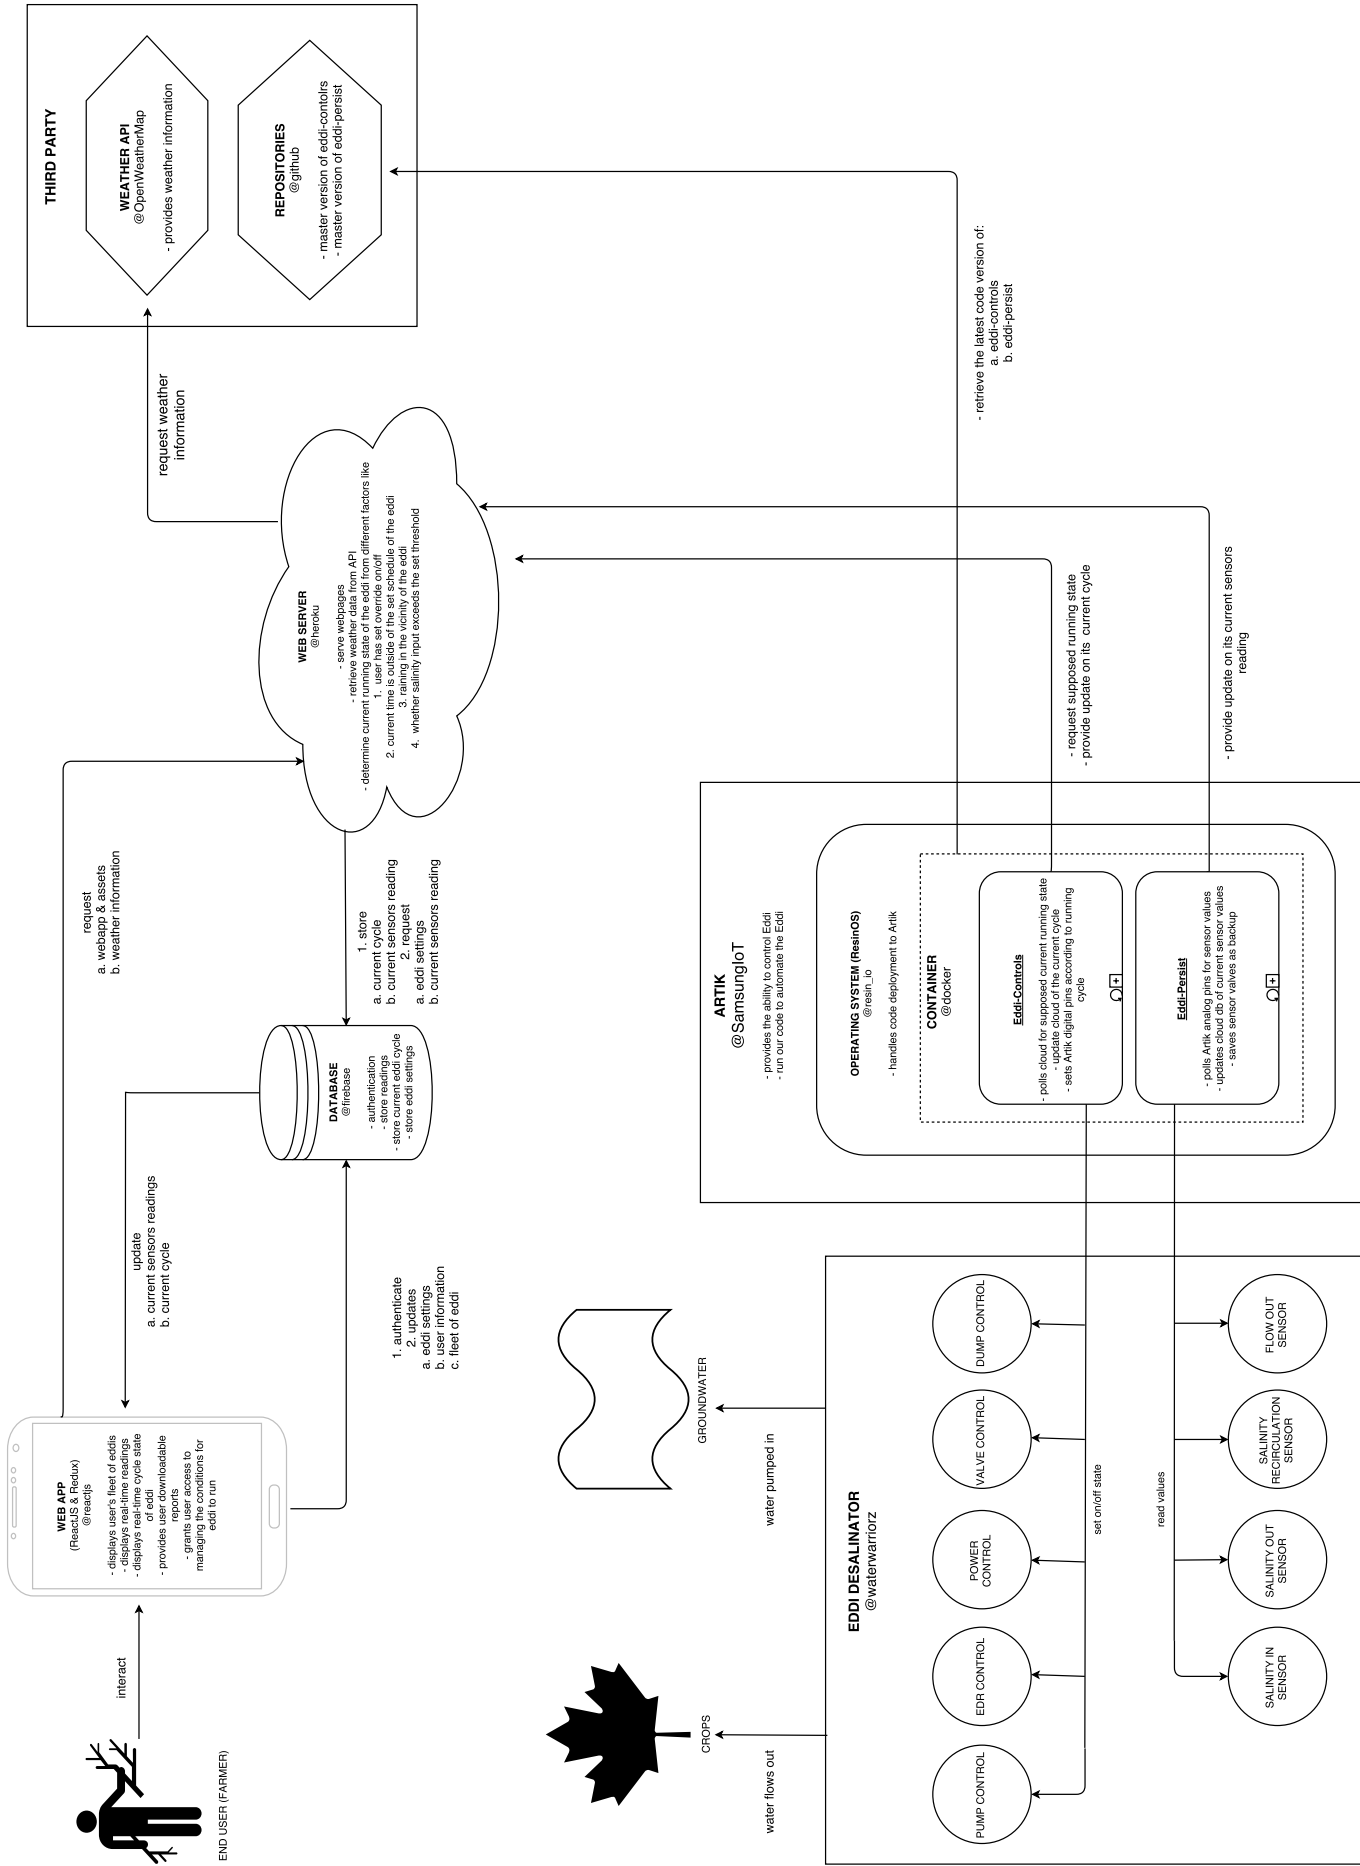 END USER (FARMER)
interact
WEB APP
(ReactJS & Redux)
@reactjs
- displays user's fleet of eddis
- displays real-time readings
- displays real-time cycle state
of eddi
- provides user downloadable
reports
- grants user access to
managing the conditions for
eddi to run
update
a. current sensors readings
b. current cycle
request
a. webapp & assets
b. weather information
1. authenticate
2. updates
a. eddi settings
b. user information
c. fleet of eddi
DATABASE
@firebase
- authentication
- store readings
- store current eddi cycle
- store eddi settings
1. store
a. current cycle
b. current sensors reading
2. request
a. eddi settings
b. current sensors reading
WEB SERVER
@heroku
- serve webpages
- retrieve weather data from API
- determine current running state of the eddi from different factors like
1. user has set override on/off
2. current time is outside of the set schedule of the eddi
3. raining in the vicinity of the eddi
4. whether salinity input exceeds the set threshold
request weather
information
THIRD PARTY
WEATHER API
@OpenWeatherMap
- provides weather information
REPOSITORIES
@github
- master version of eddi-contolrs
- master version of eddi-persist
CROPS
water flows out
GROUNDWATER
water pumped in
EDDI DESALINATOR
@waterwarriorz
PUMP CONTROL
EDR CONTROL
POWER
CONTROL
VALVE CONTROL
DUMP CONTROL
set on/off state
read values
SALINITY IN
SENSOR
SALINITY OUT
SENSOR
SALINITY
RECIRCULATION
SENSOR
FLOW OUT
SENSOR
ARTIK
@SamsungIoT
- provides the ability to control Eddi
- run our code to automate the Eddi
OPERATING SYSTEM (ResinOS)
@resin_io
- handles code deployment to Artik
CONTAINER
@docker
Eddi-Controls
- polls cloud for supposed current running state
- update cloud of the current cycle
- sets Artik digital pins according to running
cycle
Eddi-Persist
- polls Artik analog pins for sensor values
- updates cloud db of current sensor values
- saves sensor valves as backup
- retrieve the latest code version of:
a. eddi-controls
b. eddi-persist
- request supposed running state
- provide update on its current cycle
- provide update on its current sensors
reading